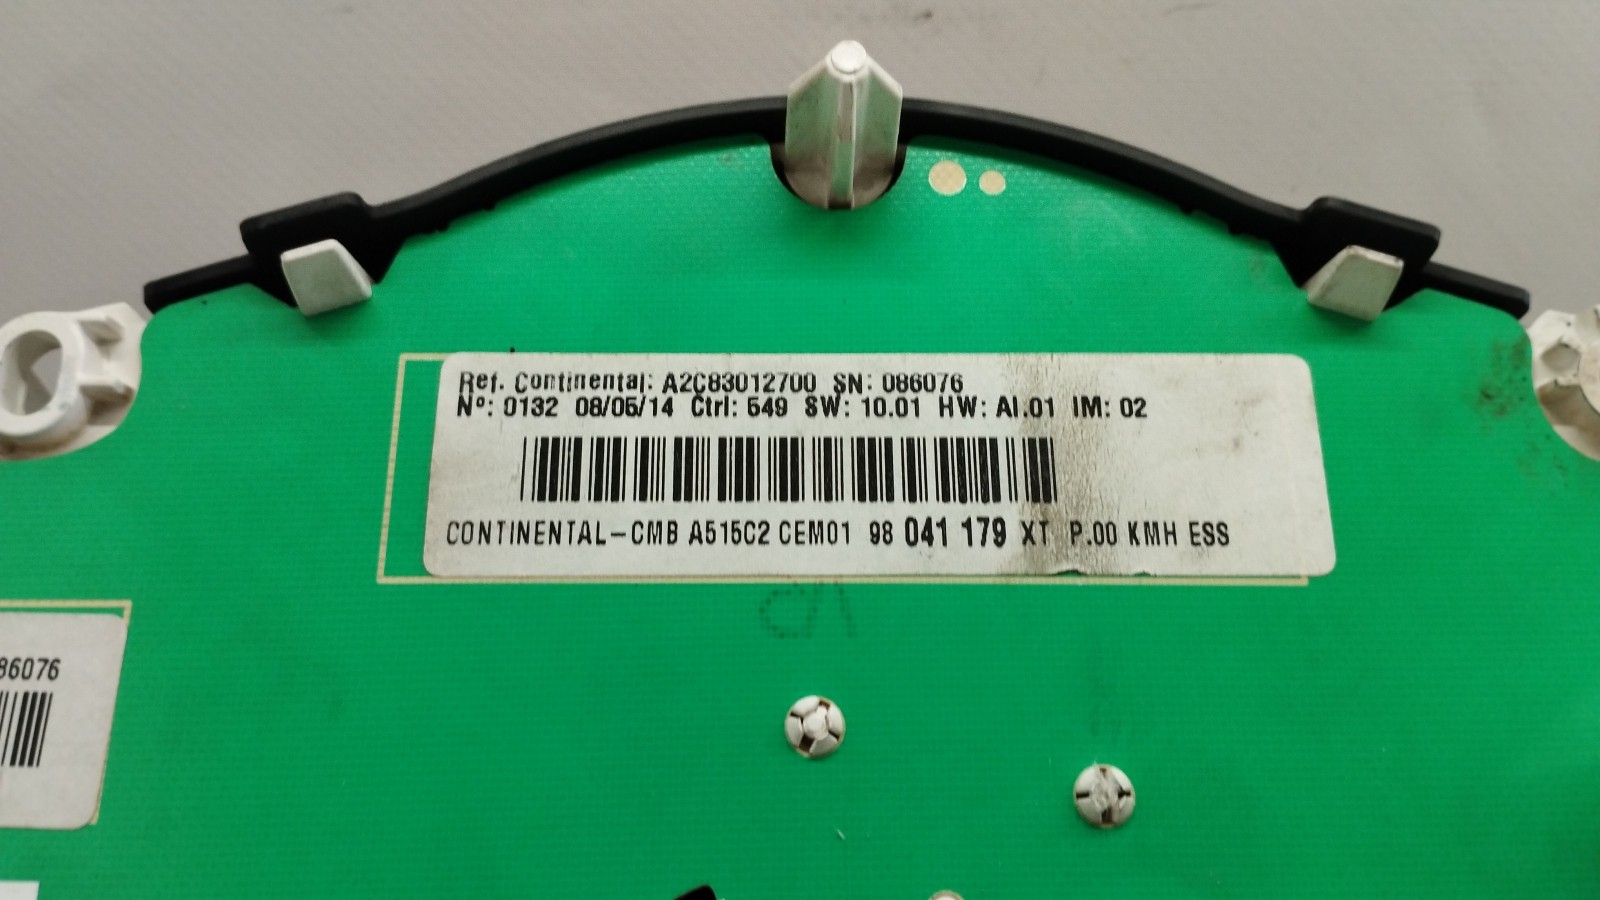 Ref. Continental: A2C83012700 SN: 086076
Nº: 0132 08/05/14 Ctrl: 549 SW: 10.01 HW: AI.01 IM: 02
CONTINENTAL-CMB A515C2 CEM01 98 041 179 XT P.00 KMH ESS
86076